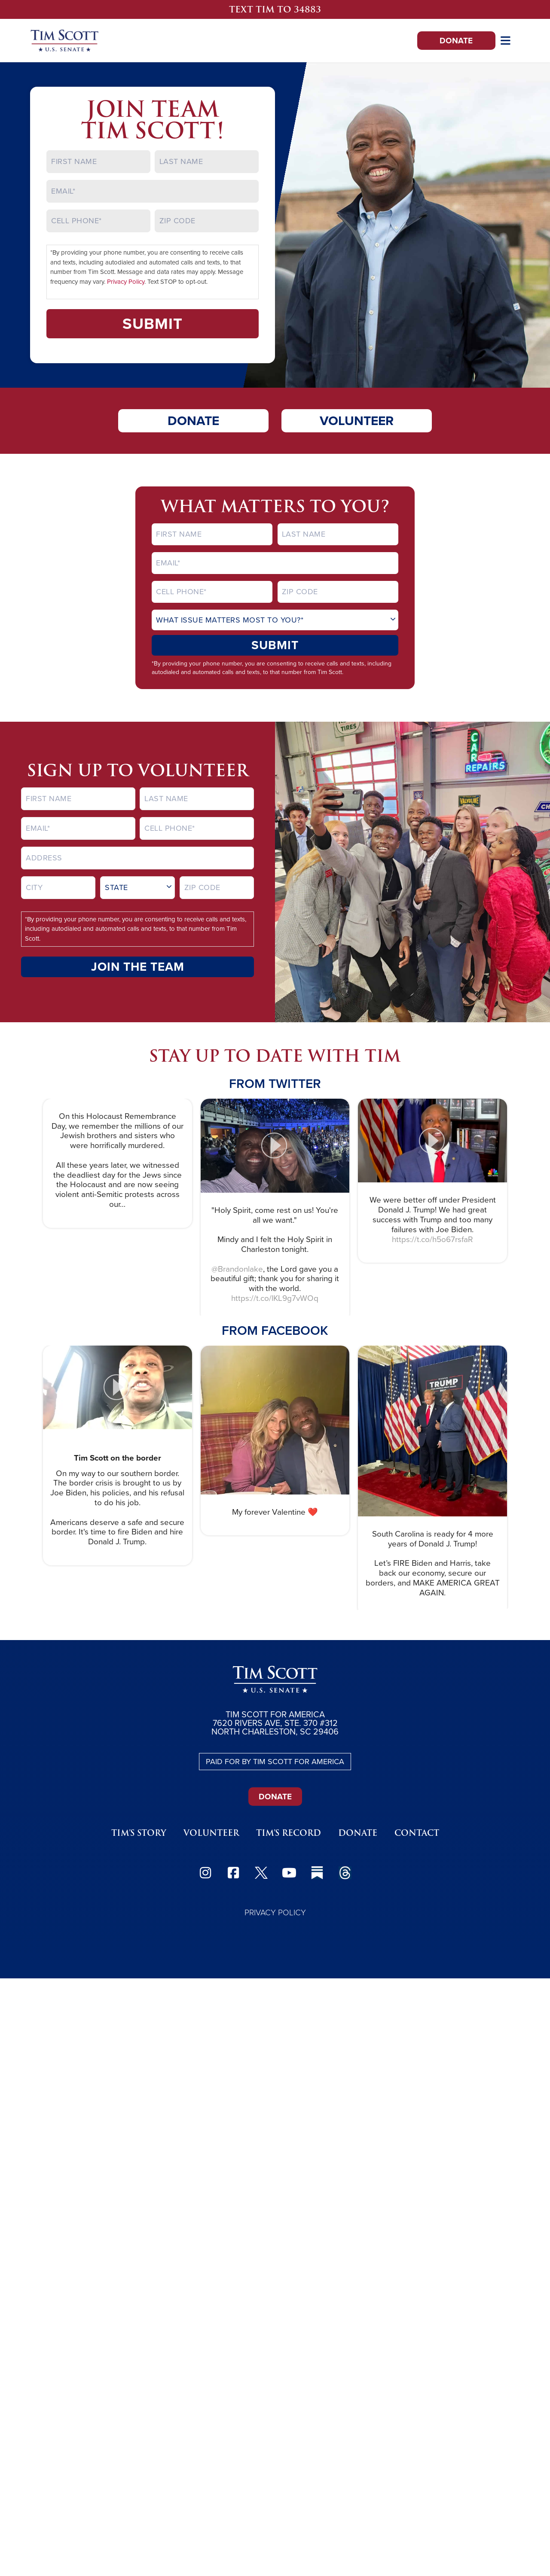 TEXT TIM TO 34883
TIM SCOTT
U.S. SENATE
DONATE
JOIN TEAM
TIM SCOTT!
FIRST NAME
LAST NAME
EMAIL*
CELL PHONE*
ZIP CODE
*By providing your phone number, you are consenting to receive calls
and texts, including autodialed and automated calls and texts, to that
number from Tim Scott. Message and data rates may apply. Message
frequency may vary. Privacy Policy. Text STOP to opt-out.
SUBMIT
DONATE
VOLUNTEER
WHAT MATTERS TO YOU?
FIRST NAME
LAST NAME
EMAIL*
CELL PHONE*
ZIP CODE
WHAT ISSUE MATTERS MOST TO YOU?*
SUBMIT
*By providing your phone number, you are consenting to receive calls and texts, including
autodialed and automated calls and texts, to that number from Tim Scott.
SIGN UP TO VOLUNTEER
FIRST NAME
LAST NAME
EMAIL*
CELL PHONE*
ADDRESS
CITY
STATE
ZIP CODE
*By providing your phone number, you are consenting to receive calls and texts,
including autodialed and automated calls and texts, to that number from Tim
Scott.
JOIN THE TEAM
TIRES
CAR
REPAIRS
VALVOLINE
CH
STAY UP TO DATE WITH TIM
FROM TWITTER
On this Holocaust Remembrance
Day, we remember the millions of our
Jewish brothers and sisters who
were horrifically murdered.
All these years later, we witnessed
the deadliest day for the Jews since
the Holocaust and are now seeing
violent anti-Semitic protests across
our...
"Holy Spirit, come rest on us! You're
all we want."
Mindy and I felt the Holy Spirit in
Charleston tonight.
@Brandonlake, the Lord gave you a
beautiful gift; thank you for sharing it
with the world.
https://t.co/IKL9g7vWOq
We were better off under President
Donald J. Trump! We had great
success with Trump and too many
failures with Joe Biden.
https://t.co/h5o67rsfaR
FROM FACEBOOK
Tim Scott on the border
On my way to our southern border.
The border crisis is brought to us by
Joe Biden, his policies, and his refusal
to do his job.
Americans deserve a safe and secure
border. It's time to fire Biden and hire
Donald J. Trump.
My forever Valentine ❤️
TRUMP
South Carolina is ready for 4 more
years of Donald J. Trump!
Let's FIRE Biden and Harris, take
back our economy, secure our
borders, and MAKE AMERICA GREAT
AGAIN.
TIM SCOTT
U.S. SENATE
TIM SCOTT FOR AMERICA
7620 RIVERS AVE, STE. 370 #312
NORTH CHARLESTON, SC 29406
PAID FOR BY TIM SCOTT FOR AMERICA
DONATE
TIM'S STORY
VOLUNTEER
TIM'S RECORD
DONATE
CONTACT
PRIVACY POLICY